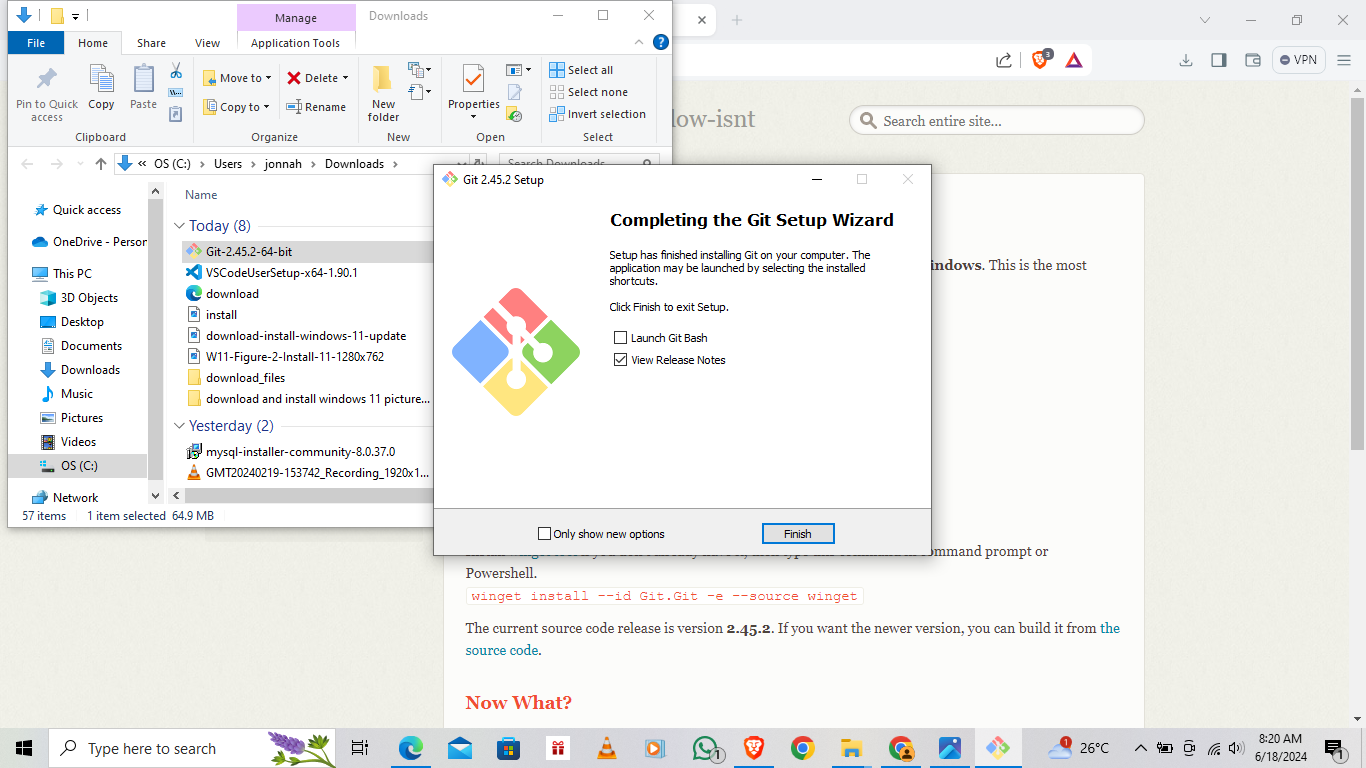 Manage
Downloads
File
Home
Share
View
Application Tools
Pin to Quick
access
Copy
Paste
Move to
Copy to
Delete
Rename
New
folder
Properties
Select all
Select none
Invert selection
Clipboard
Organize
New
Open
Select
« OS (C:) > Users > jonnah > Downloads >
Search Downloads
3
VPN
low-isnt
Search entire site...
Quick access
OneDrive - Person
This PC
3D Objects
Desktop
Documents
Downloads
Music
Pictures
Videos
OS (C:)
Network
Name
Today (8)
Git-2.45.2-64-bit
VSCodeUserSetup-x64-1.90.1
download
install
download-install-windows-11-update
W11-Figure-2-Install-11-1280x762
download_files
download and install windows 11 picture...
Yesterday (2)
mysql-installer-community-8.0.37.0
GMT20240219-153742_Recording_1920x1...
57 items
1 item selected 64.9 MB
Git 2.45.2 Setup
Completing the Git Setup Wizard
Setup has finished installing Git on your computer. The
application may be launched by selecting the installed
shortcuts.
Click Finish to exit Setup.
Launch Git Bash
View Release Notes
Only show new options
Finish
indows. This is the most
command prompt or
Powershell.
winget install --id Git.Git -e --source winget
The current source code release is version 2.45.2. If you want the newer version, you can build it from the
source code.
Now What?
Type here to search
1
1
26°C
8:20 AM
6/18/2024
1